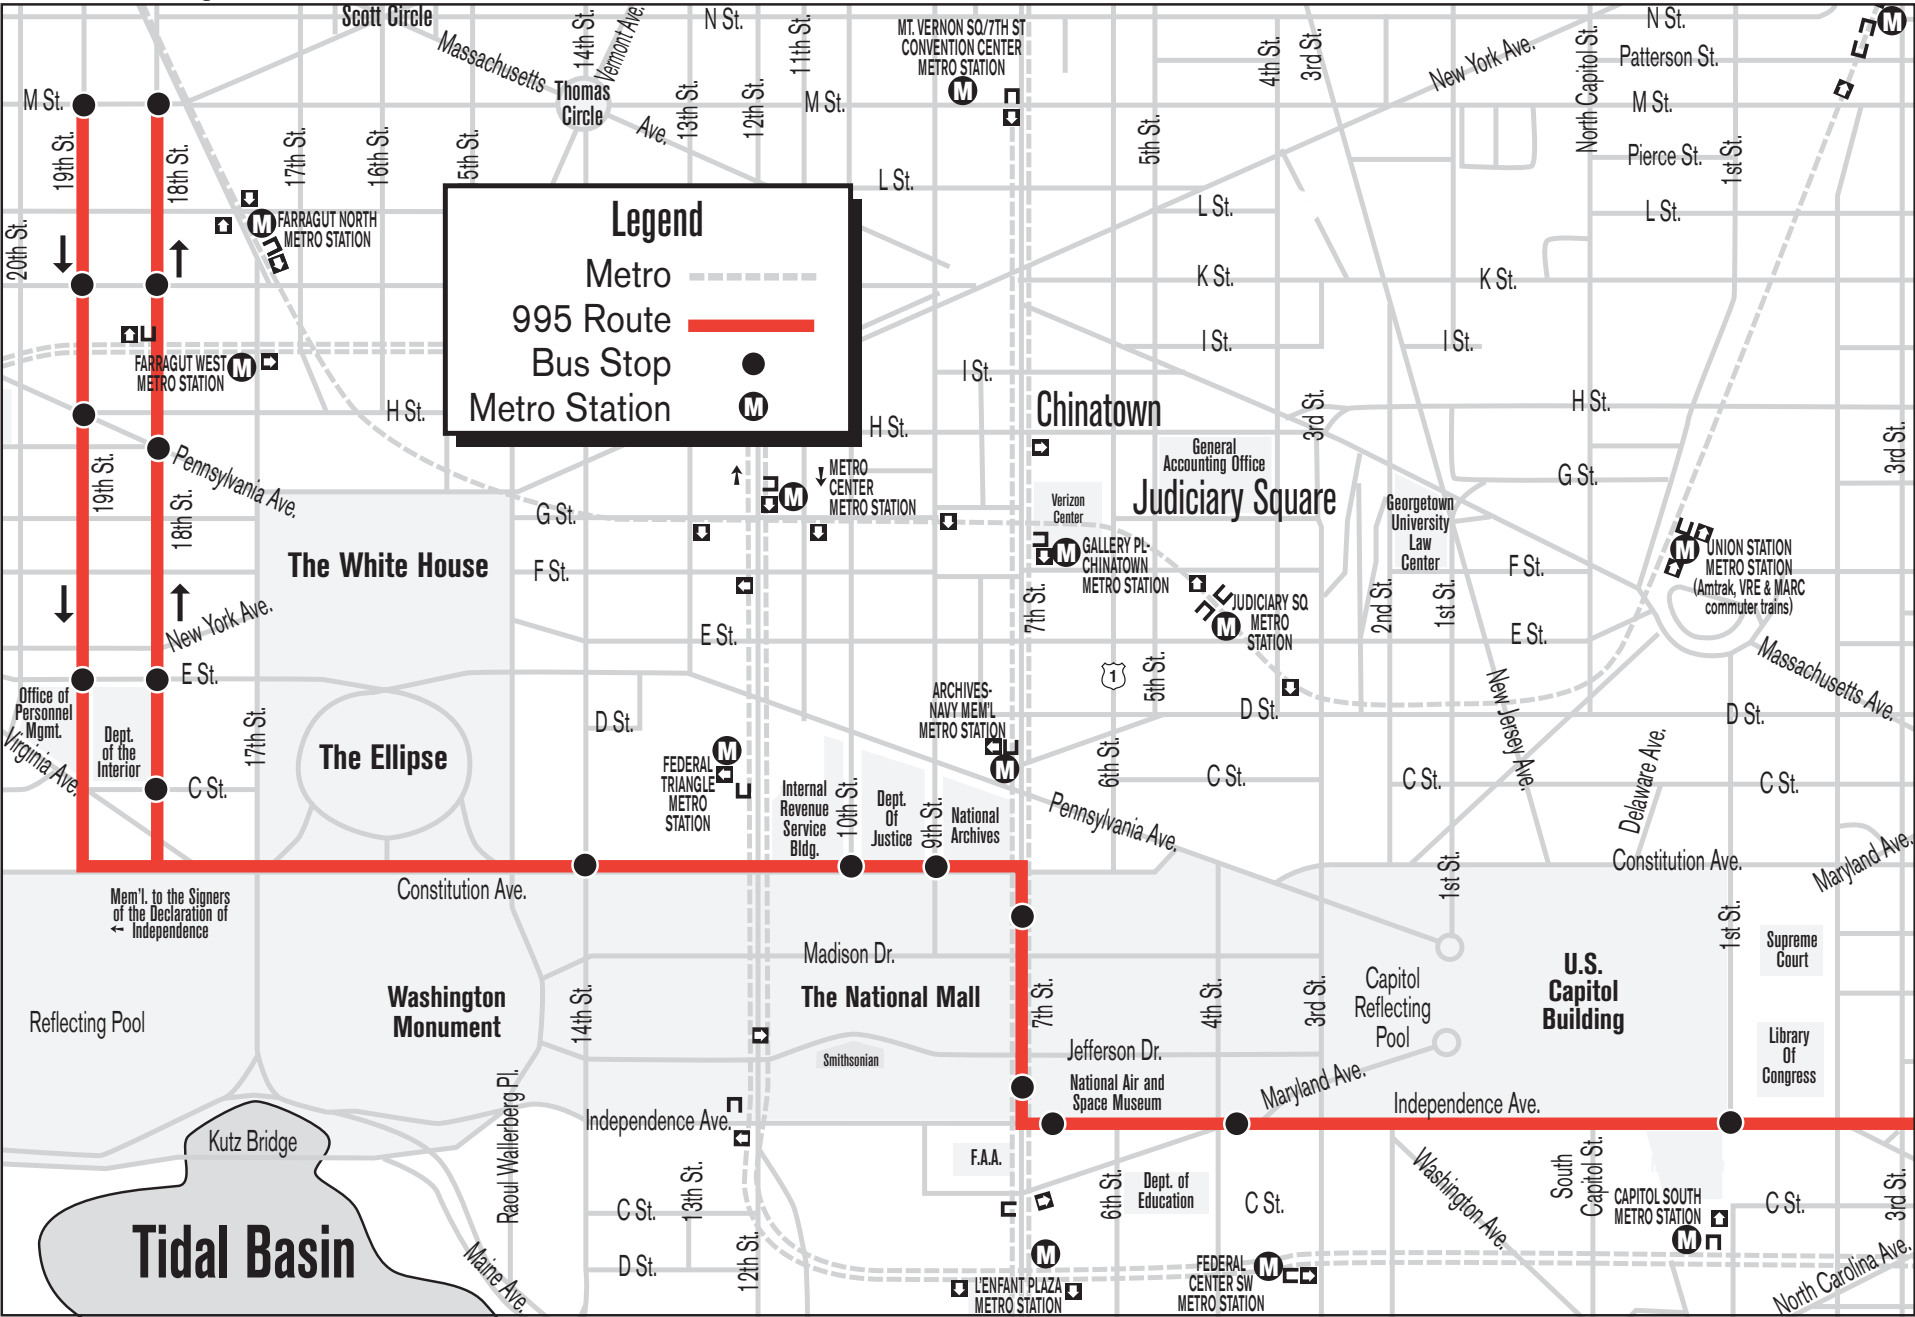 Scott Circle
Massachusetts
14th St.
Vermont Ave.
N St.
11th St.
MT. VERNON SQ/7TH ST
CONVENTION CENTER
METRO STATION
M
4th St.
3rd St.
New York Ave.
North Capitol St.
N St.
Patterson St.
M
M St.
19th St.
18th St.
17th St.
16th St.
5th St.
Thomas
Circle
Ave.
13th St.
12th St.
M St.
5th St.
M St.
Pierce St.
1st St.
L St.
L St.
L St.
20th St.
M
FARRAGUT NORTH
METRO STATION
Legend
Metro
995 Route
Bus Stop
Metro Station
M
K St.
K St.
I St.
I St.
I St.
FARRAGUT WEST
METRO STATION
M
H St.
H St.
Chinatown
3rd St.
H St.
3rd St.
19th St.
18th St.
Pennsylvania Ave.
METRO
CENTER
METRO STATION
M
General
Accounting Office
Judiciary Square
Verizon
Center
Georgetown
University
Law
Center
G St.
G St.
The White House
F St.
M
GALLERY PL-
CHINATOWN
METRO STATION
F St.
M
UNION STATION
METRO STATION
(Amtrak, VRE & MARC
commuter trains)
7th St.
JUDICIARY SQ
METRO
STATION
M
2nd St.
1st St.
New York Ave.
E St.
E St.
E St.
Massachusetts Ave.
Office of
Personnel
Mgmt.
Virginia Ave.
Dept.
of the
Interior
17th St.
The Ellipse
D St.
ARCHIVES-
NAVY MEM'L
METRO STATION
M
1
5th St.
D St.
New Jersey Ave.
D St.
C St.
FEDERAL
TRIANGLE
METRO
STATION
M
Internal
Revenue
Service
Bldg.
10th St.
Dept.
Of
Justice
9th St.
National
Archives
6th St.
C St.
C St.
Delaware Ave.
C St.
Pennsylvania Ave.
Constitution Ave.
Constitution Ave.
Maryland Ave.
1st St.
1st St.
Mem'l. to the Signers
of the Declaration of
Independence
Madison Dr.
Supreme
Court
Reflecting Pool
Washington
Monument
14th St.
The National Mall
7th St.
4th St.
3rd St.
Capitol
Reflecting
Pool
U.S.
Capitol
Building
Smithsonian
Jefferson Dr.
National Air and
Space Museum
Maryland Ave.
Library
Of
Congress
Raoul Wallerberg Pl.
Independence Ave.
Independence Ave.
Kutz Bridge
F.A.A.
Tidal Basin
Maine Ave.
C St.
13th St.
D St.
12th St.
6th St.
Dept. of
Education
C St.
Washington Ave.
South
Capitol St.
CAPITOL SOUTH
METRO STATION
M
C St.
3rd St.
North Carolina Ave.
M
L'ENFANT PLAZA
METRO STATION
FEDERAL
CENTER SW
METRO STATION
M